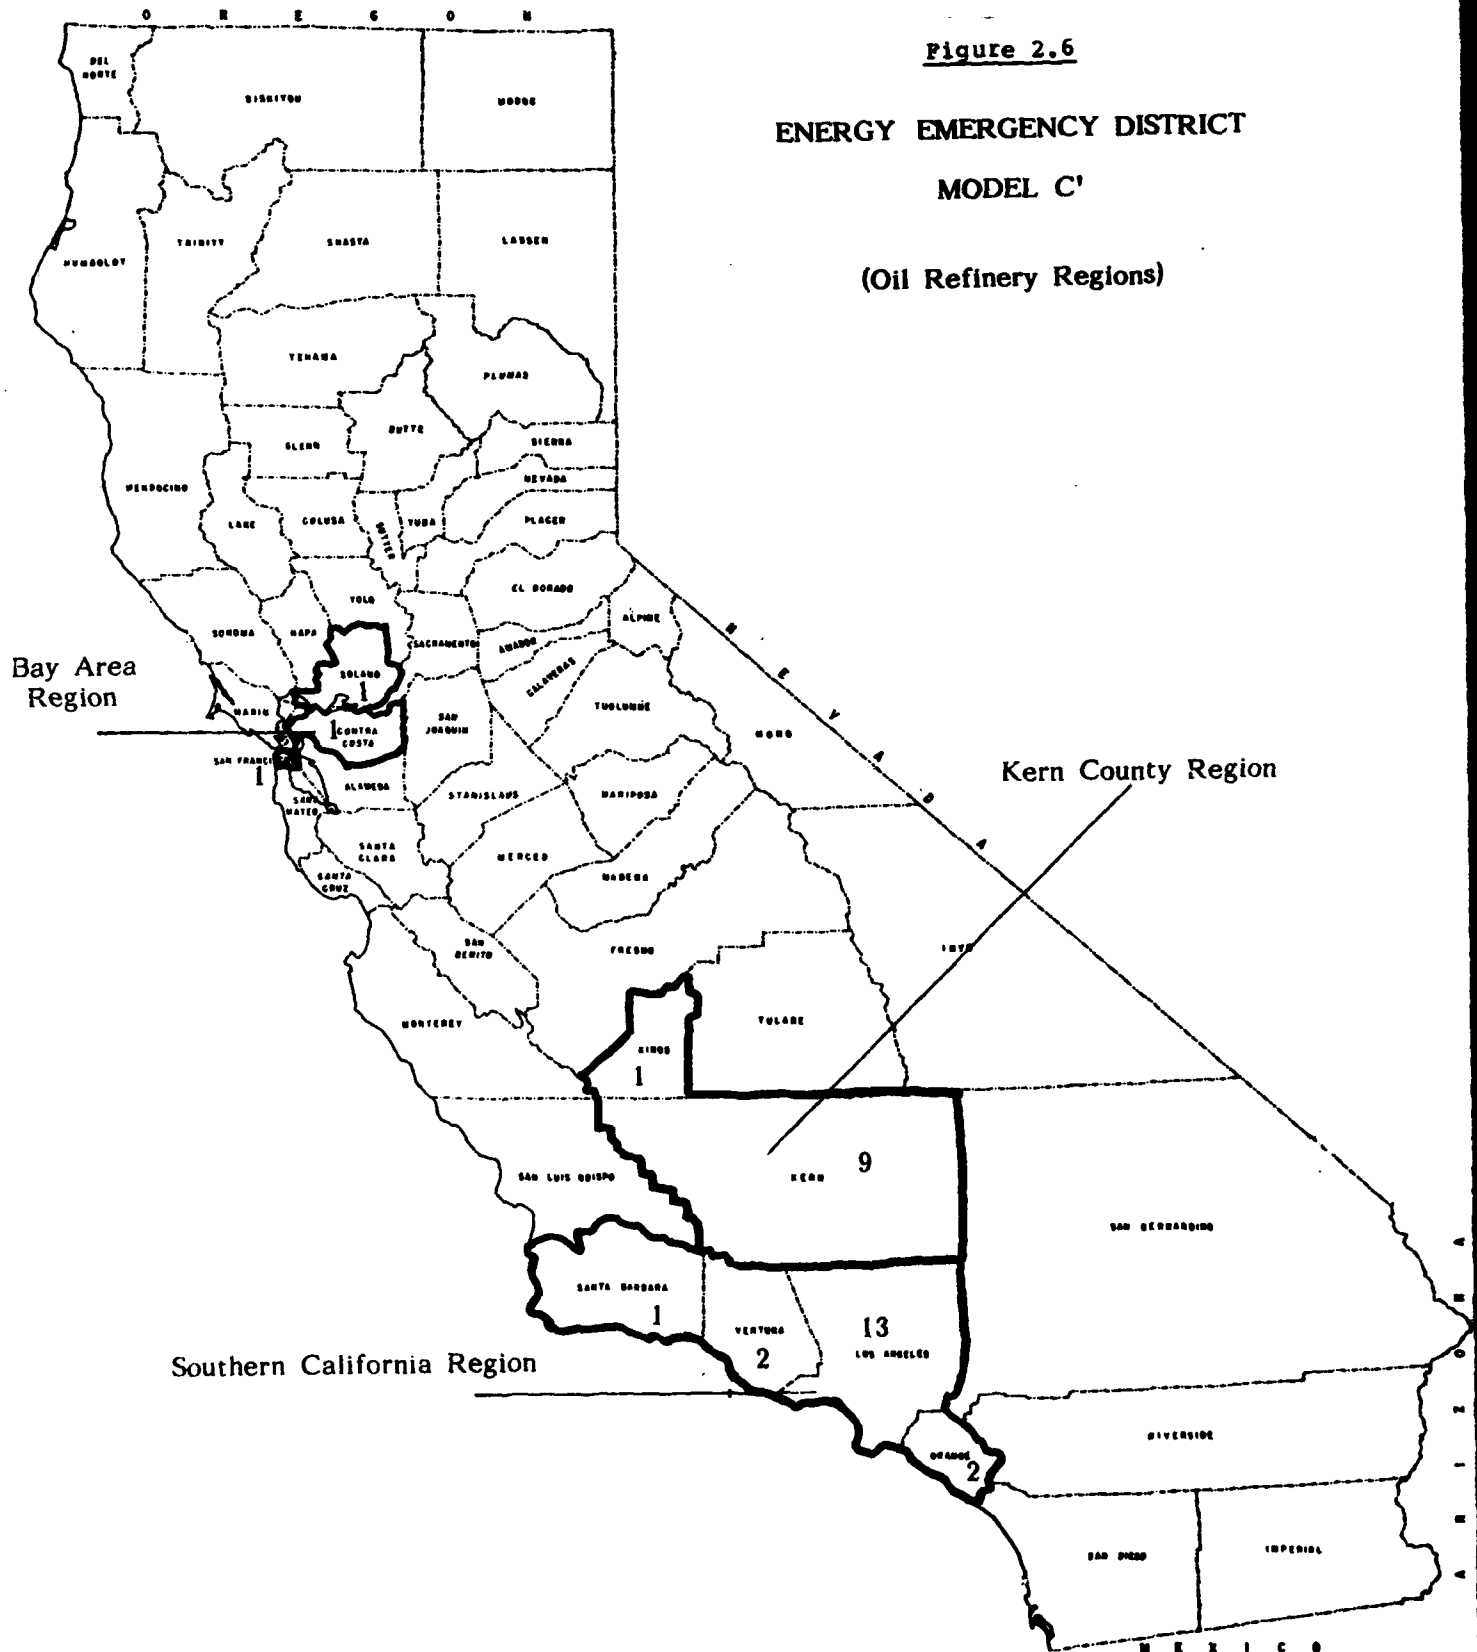 O R E G O N
Figure 2.6
ENERGY EMERGENCY DISTRICT
MODEL C'
(Oil Refinery Regions)
DEL
NORTE
SISKIYOU
MODOC
HUMBOLDT
TRINITY
SHASTA
LASSEN
TEHAMA
PLUMAS
GLENN
BUTTE
SIERRA
MENDOCINO
NEVADA
LAKE
COLUSA
SUTTER
YUBA
PLACER
EL DORADO
YOLO
ALPINE
SONOMA
NAPA
SACRAMENTO
AMADOR
NEVADA
Bay Area
Region
SOLANO
1
CALAVERAS
MARIN
SAN
JOAQUIN
TUOLUMNE
1
CONTRA
COSTA
MONO
SAN FRANCI
1
ALAMEDA
SAN
MATEO
STANISLAUS
MARIPOSA
Kern County Region
SANTA
CLARA
MERCED
SANTA
CRUZ
MADERA
SAN
BENITO
FRESNO
INYO
MONTEREY
KINGS
1
TULARE
SAN LUIS OBISPO
KERN
9
SAN BERNARDINO
SANTA BARBARA
1
VENTURA
2
13
LOS ANGELES
Southern California Region
ORANGE
2
RIVERSIDE
SAN DIEGO
IMPERIAL
A R I Z O N A
M E X I C O